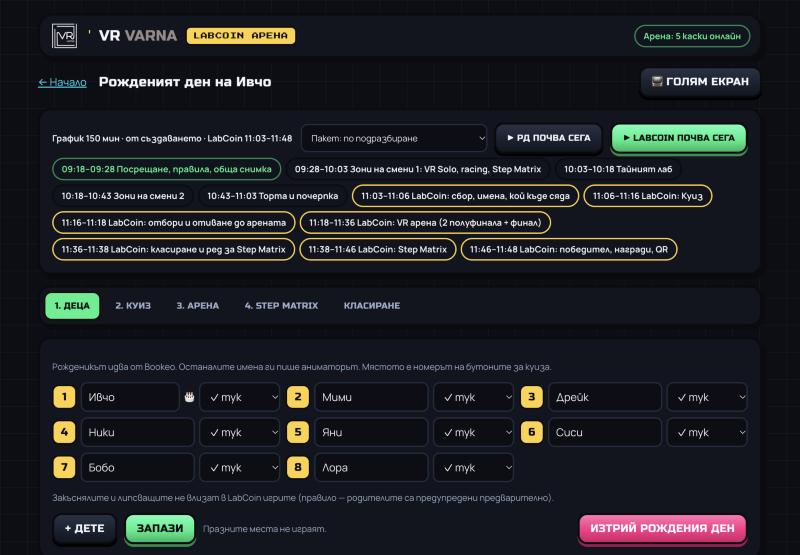 VR VR VARNA LABCOIN АРЕНА Арена: 5 каски онлайн
← Начало Рожденият ден на Ивчо ГОЛЯМ ЕКРАН
График 150 мин · от създаването · LabCoin 11:03–11:48 Пакет: по подразбиране ▶ РД ПОЧВА СЕГА ▶ LABCOIN ПОЧВА СЕГА
09:18–09:28 Посрещане, правила, обща снимка 09:28–10:03 Зони на смени 1: VR Solo, racing, Step Matrix 10:03–10:18 Тайният лаб
10:18–10:43 Зони на смени 2 10:43–11:03 Торта и почерпка 11:03–11:06 LabCoin: сбор, имена, кой къде сяда 11:06–11:16 LabCoin: Куиз
11:16–11:18 LabCoin: отбори и отиване до арената 11:18–11:36 LabCoin: VR арена (2 полуфинала + финал)
11:36–11:38 LabCoin: класиране и ред за Step Matrix 11:38–11:46 LabCoin: Step Matrix 11:46–11:48 LabCoin: победител, награди, QR
1. ДЕЦА 2. КУИЗ 3. АРЕНА 4. STEP MATRIX КЛАСИРАНЕ
Рожденикът идва от Bookeo. Останалите имена ги пише аниматорът. Мястото е номерът на бутоните за куиза.
1 Ивчо ✓ тук 2 Мими ✓ тук 3 Дрейк ✓ тук
4 Ники ✓ тук 5 Яни ✓ тук 6 Сиси ✓ тук
7 Бобо ✓ тук 8 Лора ✓ тук
Закъснялите и липсващите не влизат в LabCoin игрите (правило — родителите са предупредени предварително).
+ ДЕТЕ ЗАПАЗИ Празните места не играят. ИЗТРИЙ РОЖДЕНИЯ ДЕН